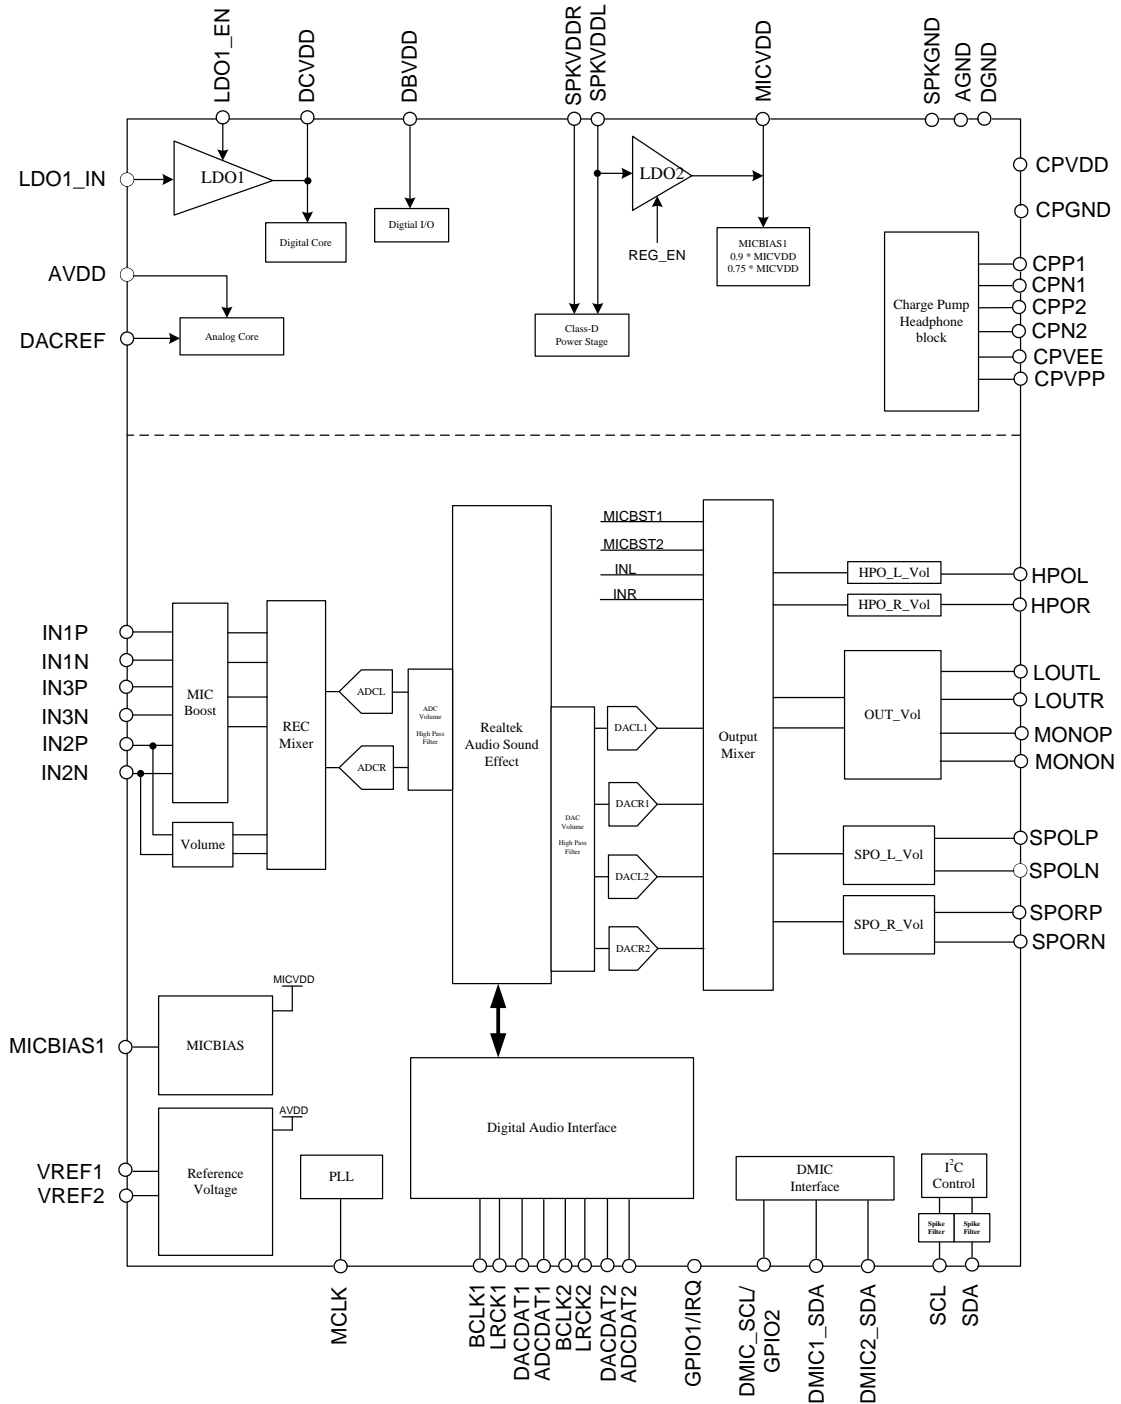 LDO1_EN
DCVDD
DBVDD
SPKVDDR
SPKVDDL
MICVDD
SPKGND
AGND
DGND
LDO1_IN
LDO1
LDO2
CPVDD
CPGND
Digital Core
Digtial I/O
REG_EN
MICBIAS1
0.9 * MICVDD
0.75 * MICVDD
AVDD
DACREF
Analog Core
Class-D
Power Stage
Charge Pump
Headphone
block
CPP1
CPN1
CPP2
CPN2
CPVEE
CPVPP
MICBST1
MICBST2
INL
INR
HPO_L_Vol
HPOL
HPO_R_Vol
HPOR
IN1P
IN1N
IN3P
IN3N
IN2P
IN2N
MIC
Boost
Volume
REC
Mixer
ADCL
ADCR
ADC
Volume
High Pass
Filter
Realtek
Audio Sound
Effect
DAC
Volume
High Pass
Filter
DACL1
DACR1
DACL2
DACR2
Output
Mixer
OUT_Vol
LOUTL
LOUTR
MONOP
MONON
SPO_L_Vol
SPOLP
SPOLN
SPO_R_Vol
SPORP
SPORN
MICVDD
MICBIAS1
MICBIAS
AVDD
VREF1
VREF2
Reference
Voltage
PLL
Digital Audio Interface
DMIC
Interface
I²C
Control
Spike
Filter
Spike
Filter
MCLK
BCLK1
LRCK1
DACDAT1
ADCDAT1
BCLK2
LRCK2
DACDAT2
ADCDAT2
GPIO1/IRQ
DMIC_SCL/
GPIO2
DMIC1_SDA
DMIC2_SDA
SCL
SDA